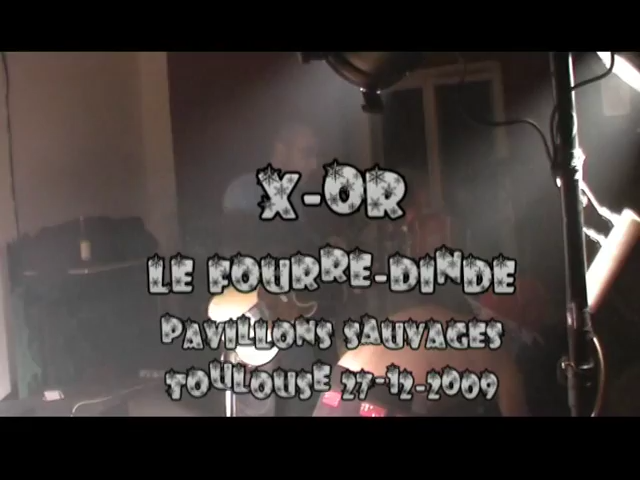 X-OR
LE FOURRE-DINDE
PAVILLONS SAUVAGES
TOULOUSE 27-12-2009